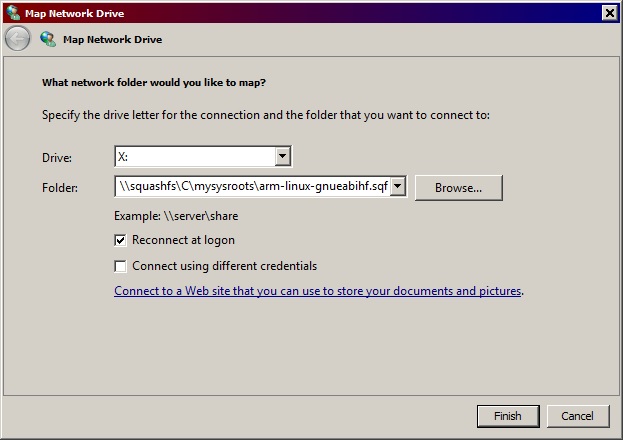 Map Network Drive
Map Network Drive
What network folder would you like to map?
Specify the drive letter for the connection and the folder that you want to connect to:
Drive: X:
Folder: \\squashfs\C\mysysroots\arm-linux-gnueabihf.sqf Browse...
Example: \\server\share
Reconnect at logon
Connect using different credentials
Connect to a Web site that you can use to store your documents and pictures.
Finish Cancel